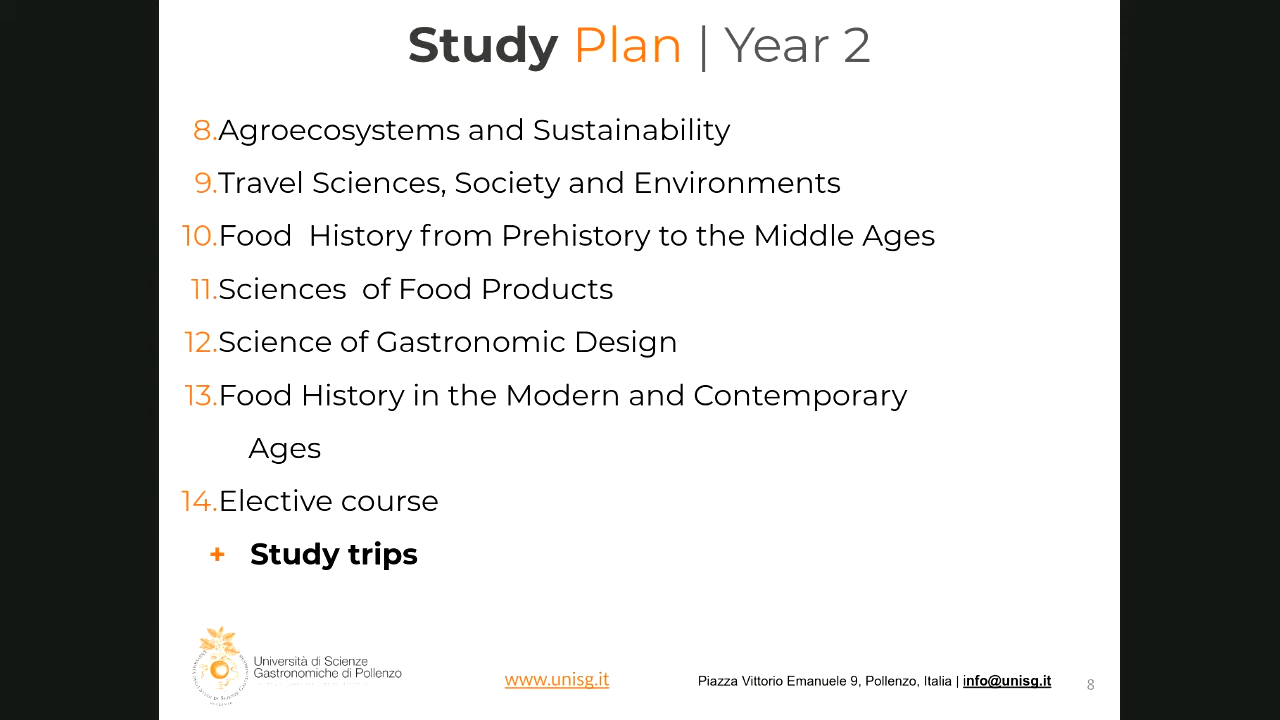 Study Plan | Year 2
8.Agroecosystems and Sustainability
9.Travel Sciences, Society and Environments
10.Food  History from Prehistory to the Middle Ages
11.Sciences  of Food Products
12.Science of Gastronomic Design
13.Food History in the Modern and Contemporary
Ages
14.Elective course
+ Study trips
Università di Scienze
Gastronomiche di Pollenzo
www.unisg.it
Piazza Vittorio Emanuele 9, Pollenzo, Italia | info@unisg.it
8